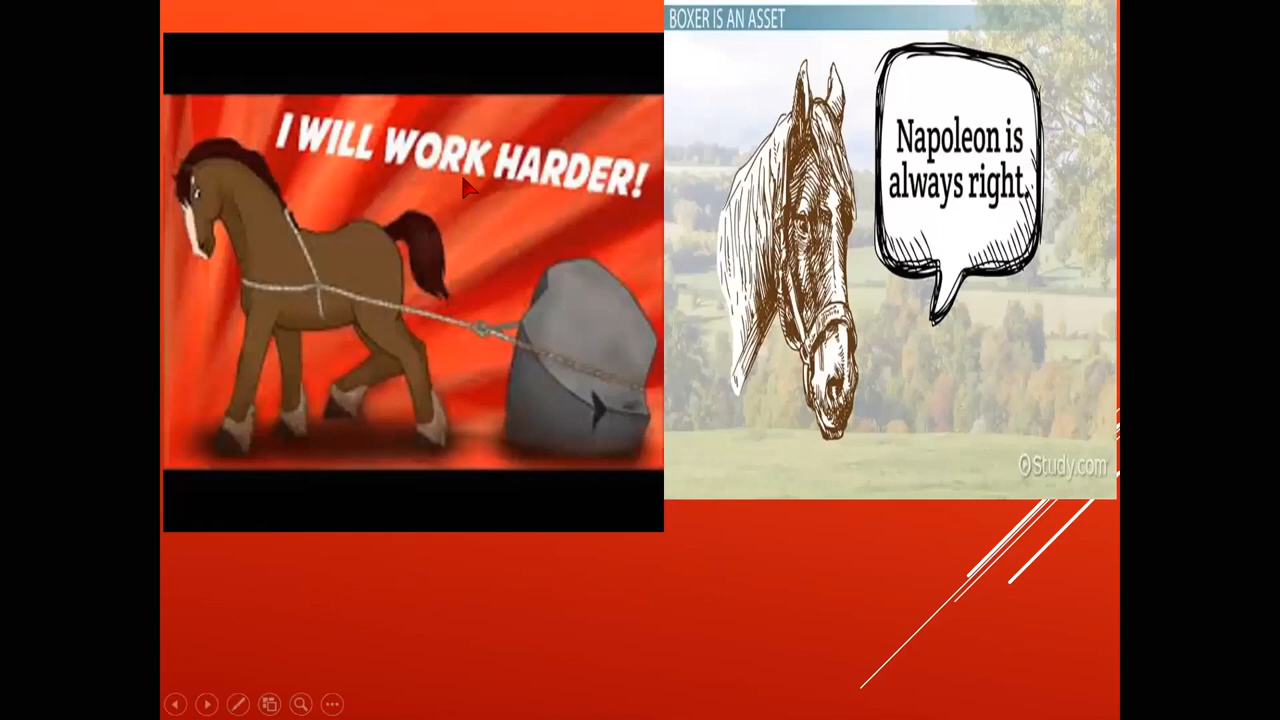 I WILL WORK HARDER!
BOXER IS AN ASSET
Napoleon is
always right.
Study.com